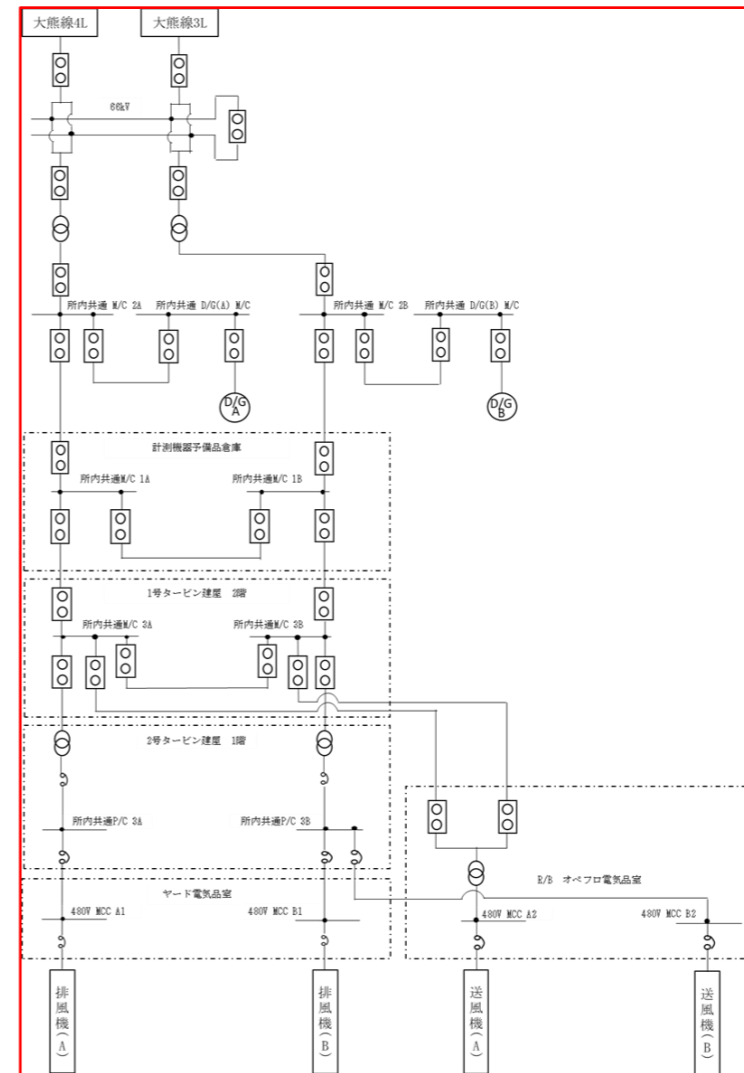 大熊線4L
大熊線3L
66kV
所内共通 M/C 2A
所内共通 D/G(A) M/C
所内共通 M/C 2B
所内共通 D/G(B) M/C
D/G
A
D/G
B
計測機器予備品倉庫
所内共通M/C 1A
所内共通M/C 1B
1号タービン建屋 2階
所内共通M/C 3A
所内共通M/C 3B
2号タービン建屋 1階
所内共通P/C 3A
所内共通P/C 3B
R/B オペフロ電気品室
ヤード電気品室
480V MCC A1
480V MCC B1
480V MCC A2
480V MCC B2
排風機(A)
排風機(B)
送風機(A)
送風機(B)